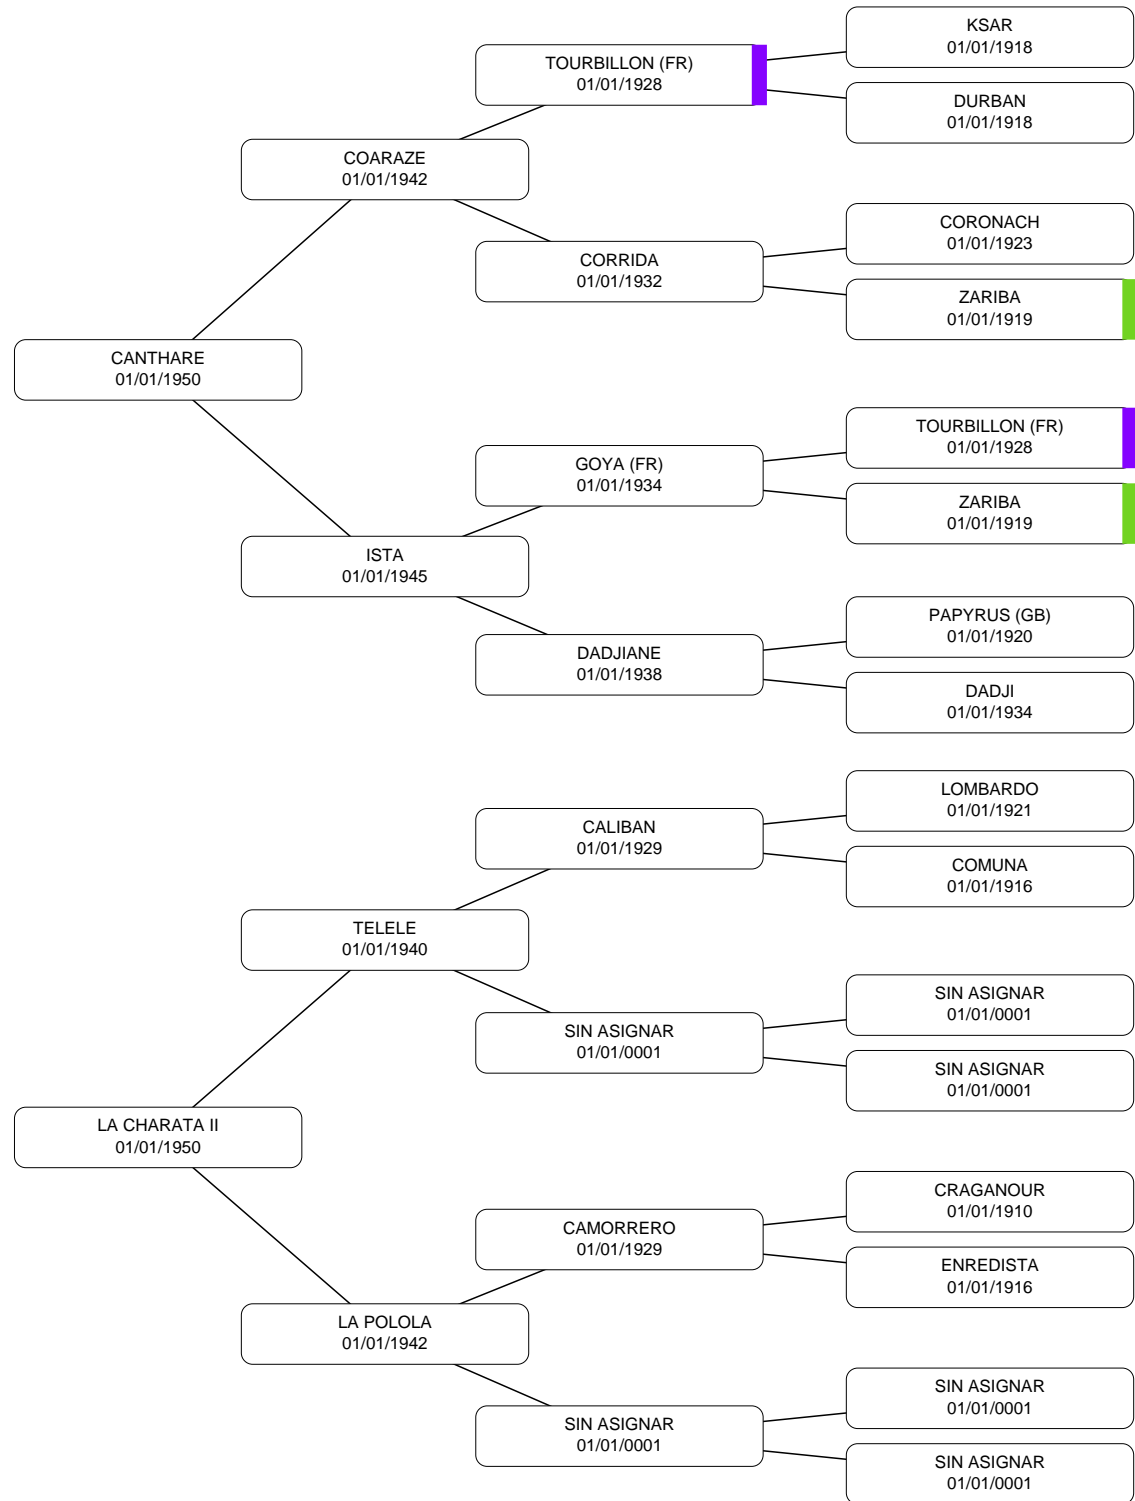 KSAR
01/01/1918
TOURBILLON (FR)
01/01/1928
DURBAN
01/01/1918
COARAZE
01/01/1942
CORONACH
01/01/1923
CORRIDA
01/01/1932
ZARIBA
01/01/1919
CANTHARE
01/01/1950
TOURBILLON (FR)
01/01/1928
GOYA (FR)
01/01/1934
ZARIBA
01/01/1919
ISTA
01/01/1945
PAPYRUS (GB)
01/01/1920
DADJIANE
01/01/1938
DADJI
01/01/1934
LOMBARDO
01/01/1921
CALIBAN
01/01/1929
COMUNA
01/01/1916
TELELE
01/01/1940
SIN ASIGNAR
01/01/0001
SIN ASIGNAR
01/01/0001
SIN ASIGNAR
01/01/0001
LA CHARATA II
01/01/1950
CRAGANOUR
01/01/1910
CAMORRERO
01/01/1929
ENREDISTA
01/01/1916
LA POLOLA
01/01/1942
SIN ASIGNAR
01/01/0001
SIN ASIGNAR
01/01/0001
SIN ASIGNAR
01/01/0001